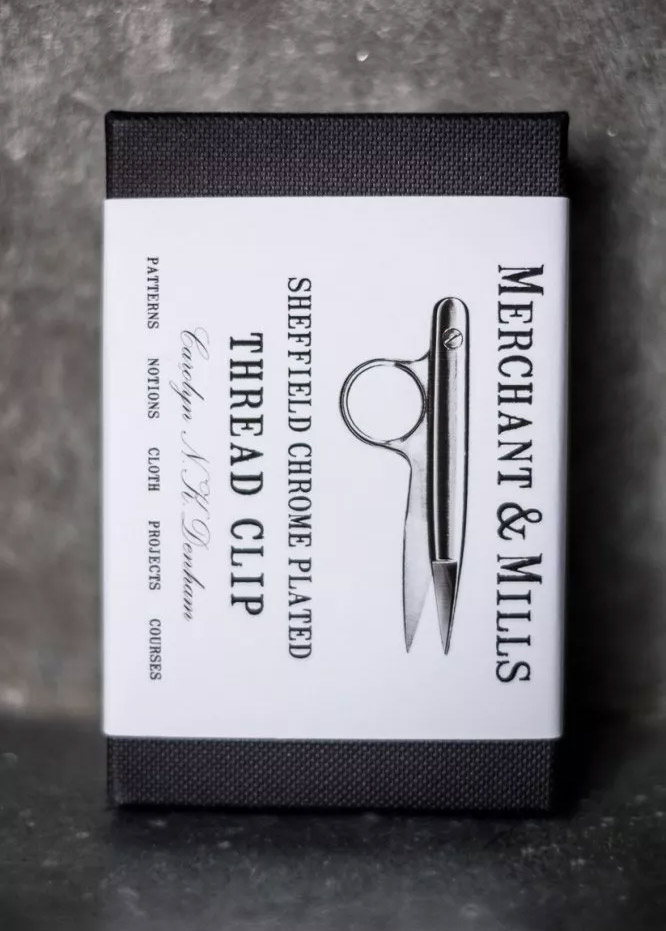 MERCHANT & MILLS
SHEFFIELD CHROME PLATED
THREAD CLIP
Carolyn N.K. Denham
PATTERNS NOTIONS CLOTH PROJECTS COURSES